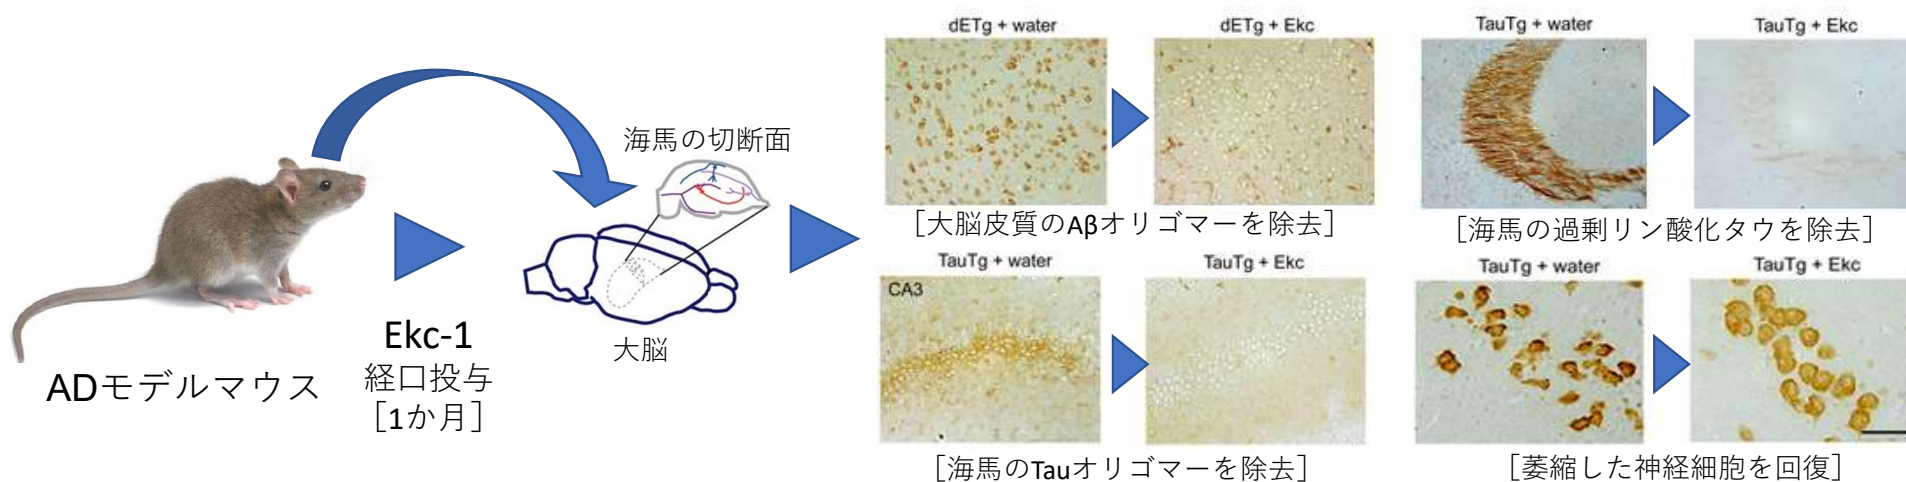 ADモデルマウス
Ekc-1
経口投与
[1か月]
海馬の切断面
大脳
dETg + water
dETg + Ekc
[大脳皮質のAβオリゴマーを除去]
TauTg + water
TauTg + Ekc
[海馬の過剰リン酸化タウを除去]
TauTg + water
TauTg + Ekc
CA3
[海馬のTauオリゴマーを除去]
TauTg + water
TauTg + Ekc
[萎縮した神経細胞を回復]